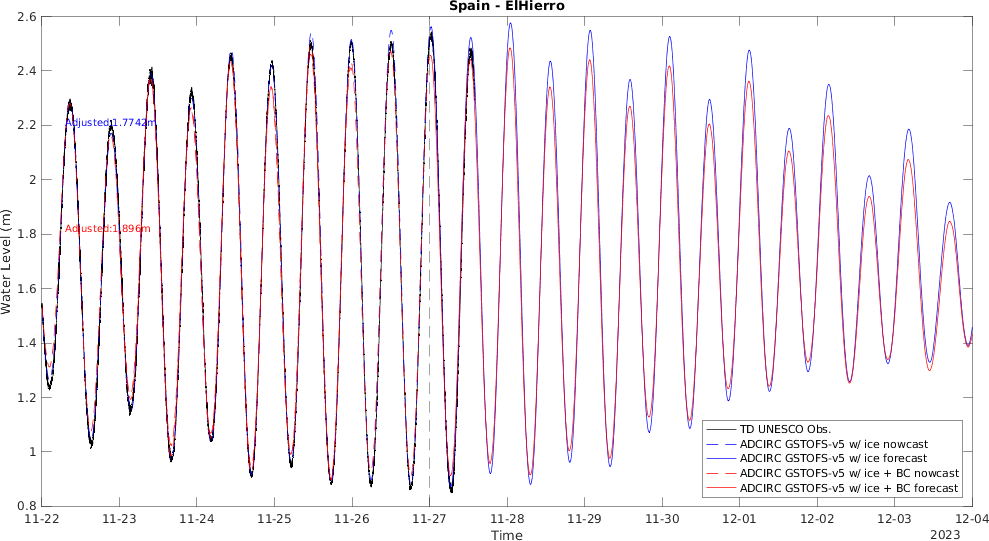 Spain - ElHierro
2.6
2.4
2.2
2
1.8
1.6
1.4
1.2
1
0.8
Water Level (m)
Adjusted:1.7742m
Adjusted:1.896m
TD UNESCO Obs.
ADCIRC GSTOFS-v5 w/ ice nowcast
ADCIRC GSTOFS-v5 w/ ice forecast
ADCIRC GSTOFS-v5 w/ ice + BC nowcast
ADCIRC GSTOFS-v5 w/ ice + BC forecast
11-22 11-23 11-24 11-25 11-26 11-27 11-28 11-29 11-30 12-01 12-02 12-03 12-04
Time
2023